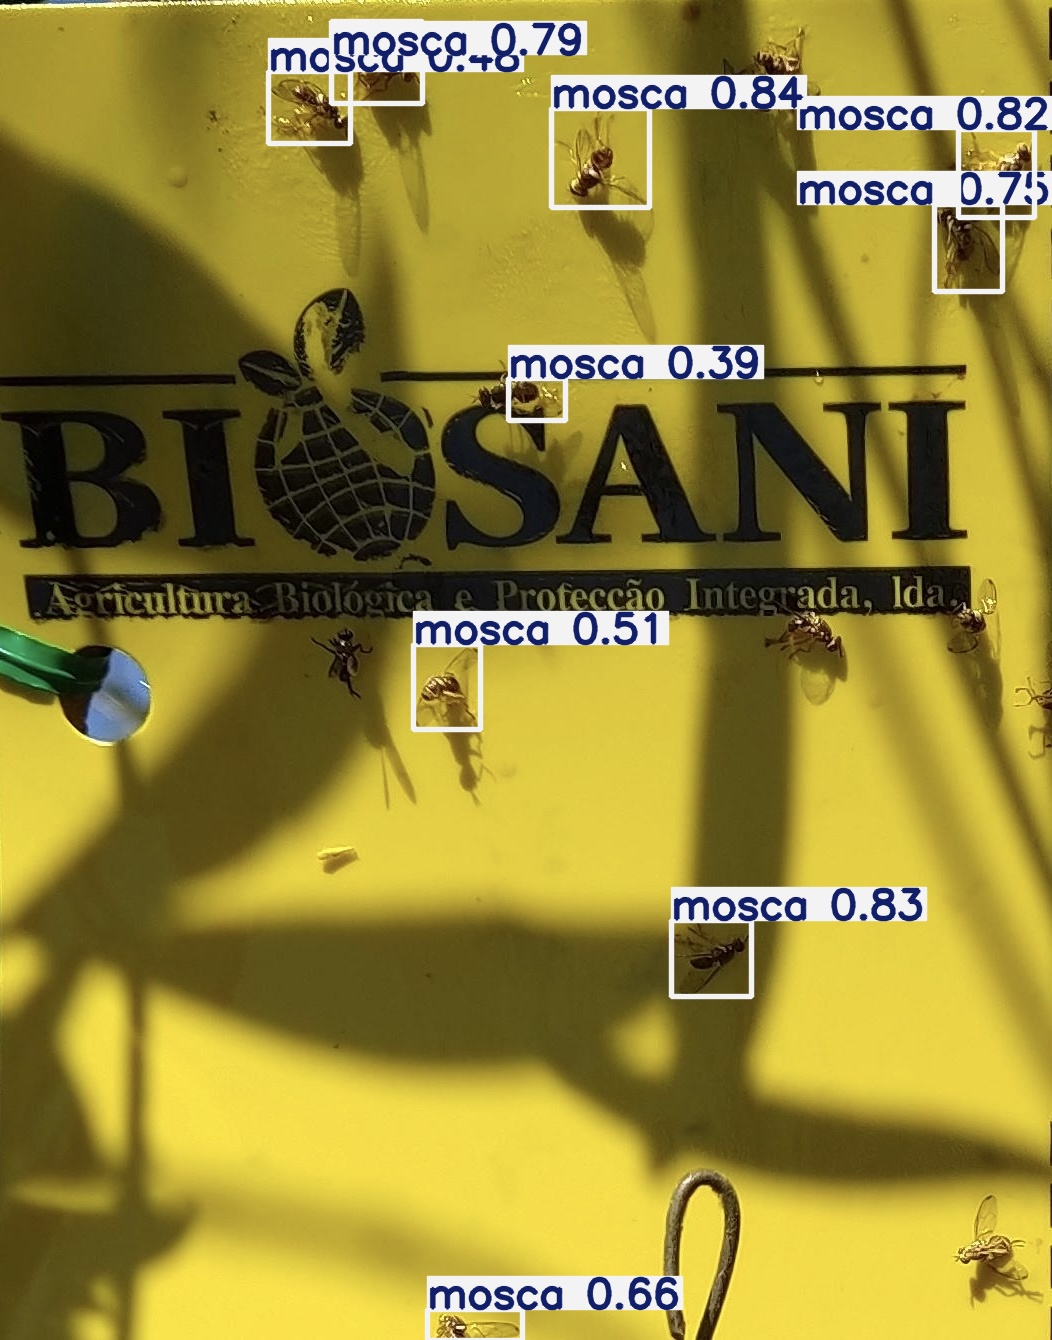 mosca 0.79
mosca 0.48
mosca 0.84
mosca 0.82
mosca 0.75
mosca 0.39
BIOSANI
Agricultura Biológica e Protecção Integrada, lda.
mosca 0.51
mosca 0.83
mosca 0.66